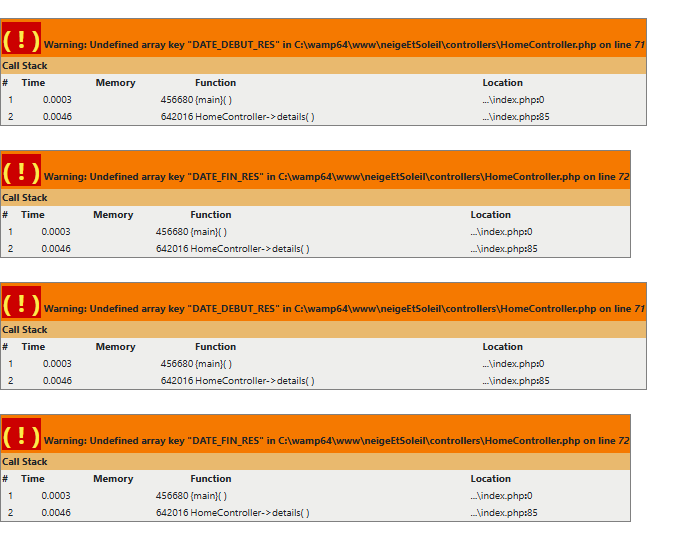 ( ! ) Warning: Undefined array key "DATE_DEBUT_RES" in C:\wamp64\www\neigeEtSoleil\controllers\HomeController.php on line 71
Call Stack
# Time Memory Function Location
1 0.0003 456680 {main}( ) ...\index.php:0
2 0.0046 642016 HomeController->details( ) ...\index.php:85
( ! ) Warning: Undefined array key "DATE_FIN_RES" in C:\wamp64\www\neigeEtSoleil\controllers\HomeController.php on line 72
Call Stack
# Time Memory Function Location
1 0.0003 456680 {main}( ) ...\index.php:0
2 0.0046 642016 HomeController->details( ) ...\index.php:85
( ! ) Warning: Undefined array key "DATE_DEBUT_RES" in C:\wamp64\www\neigeEtSoleil\controllers\HomeController.php on line 71
Call Stack
# Time Memory Function Location
1 0.0003 456680 {main}( ) ...\index.php:0
2 0.0046 642016 HomeController->details( ) ...\index.php:85
( ! ) Warning: Undefined array key "DATE_FIN_RES" in C:\wamp64\www\neigeEtSoleil\controllers\HomeController.php on line 72
Call Stack
# Time Memory Function Location
1 0.0003 456680 {main}( ) ...\index.php:0
2 0.0046 642016 HomeController->details( ) ...\index.php:85